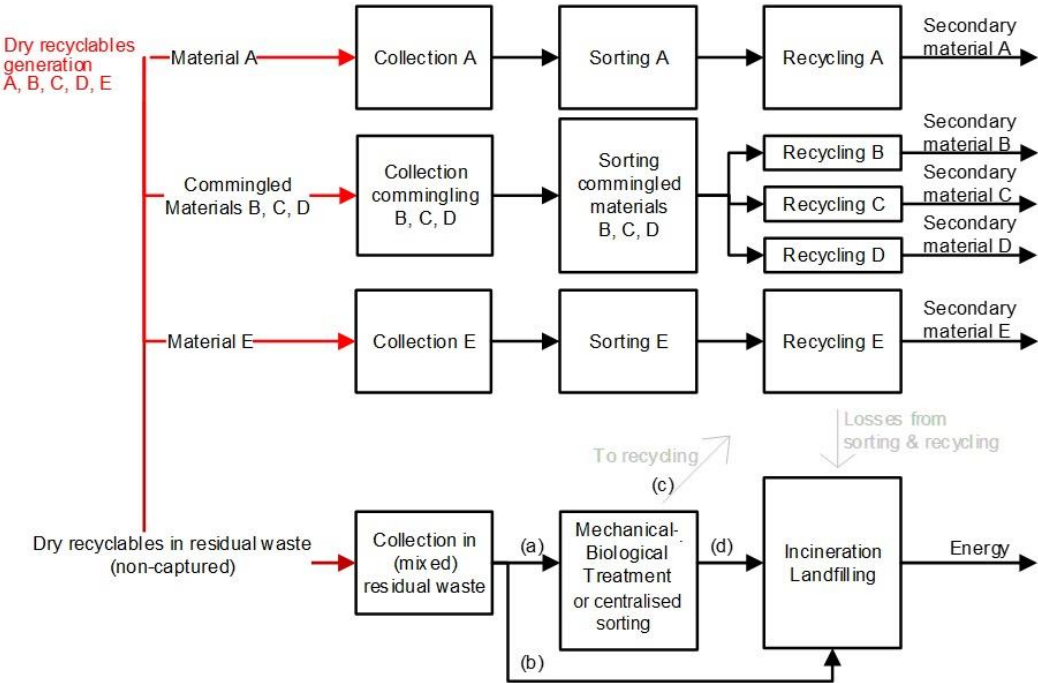 Dry recyclables
generation
A, B, C, D, E
Material A
Collection A
Sorting A
Recycling A
Secondary
material A
Commingled
Materials B, C, D
Collection
commingling
B, C, D
Sorting
commingled
materials
B, C, D
Recycling B
Secondary
material B
Recycling C
Secondary
material C
Recycling D
Secondary
material D
Material E
Collection E
Sorting E
Recycling E
Secondary
material E
To recycling
(c)
Losses from
sorting & recycling
Dry recyclables in residual waste
(non-captured)
Collection in
(mixed)
residual waste
(a)
(b)
Mechanical-
Biological
Treatment
or centralised
sorting
(d)
Incineration
Landfilling
Energy